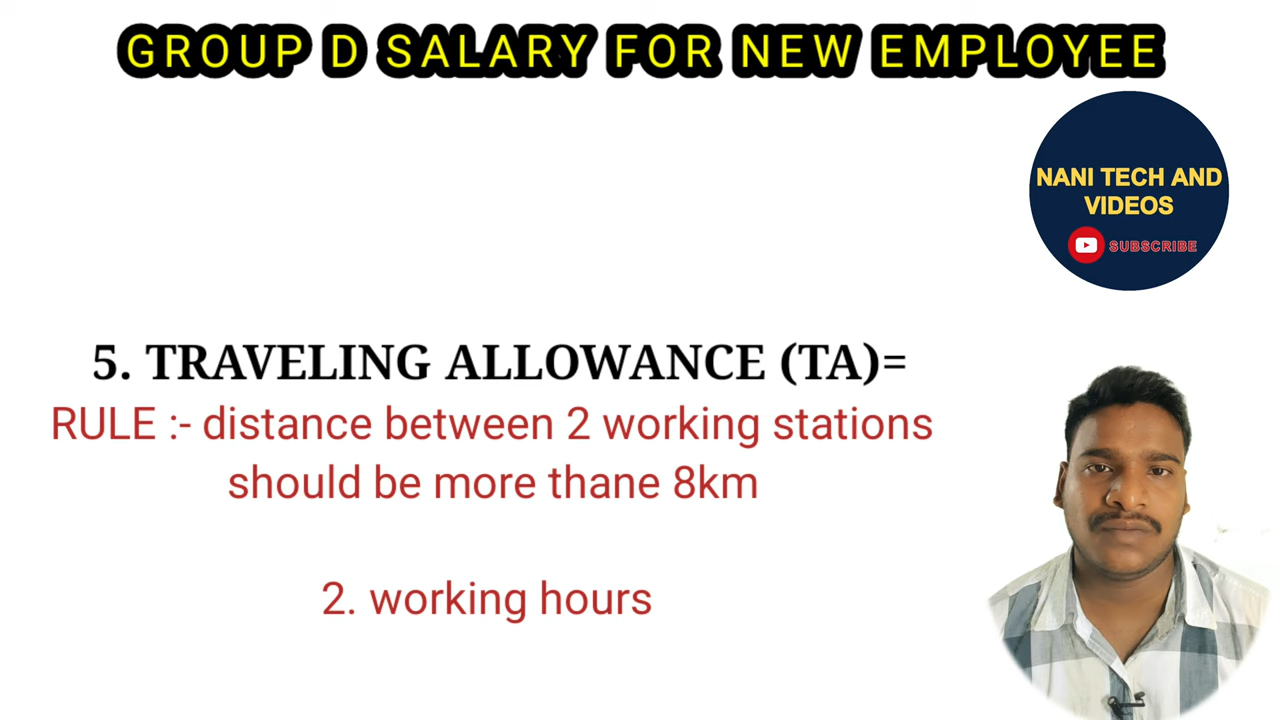 GROUP D SALARY FOR NEW EMPLOYEE
NANI TECH AND
VIDEOS
SUBSCRIBE
5. TRAVELING ALLOWANCE (TA)=
RULE :- distance between 2 working stations
should be more thane 8km
2. working hours